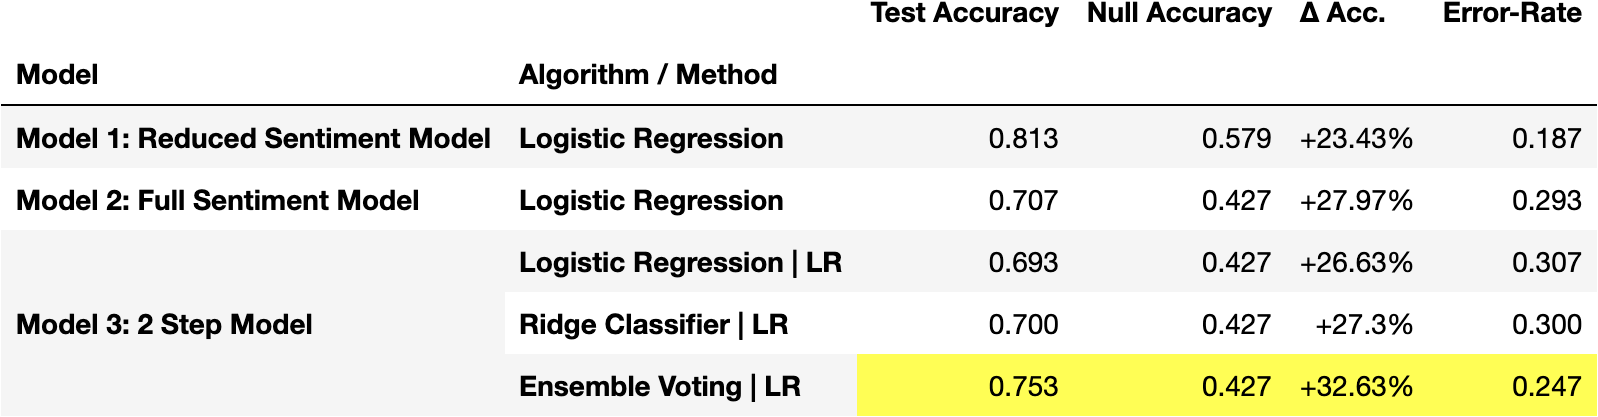 Test Accuracy Null Accuracy Δ Acc. Error-Rate
Model Algorithm / Method
Model 1: Reduced Sentiment Model Logistic Regression 0.813 0.579 +23.43% 0.187
Model 2: Full Sentiment Model Logistic Regression 0.707 0.427 +27.97% 0.293
Logistic Regression | LR 0.693 0.427 +26.63% 0.307
Model 3: 2 Step Model Ridge Classifier | LR 0.700 0.427 +27.3% 0.300
Ensemble Voting | LR 0.753 0.427 +32.63% 0.247